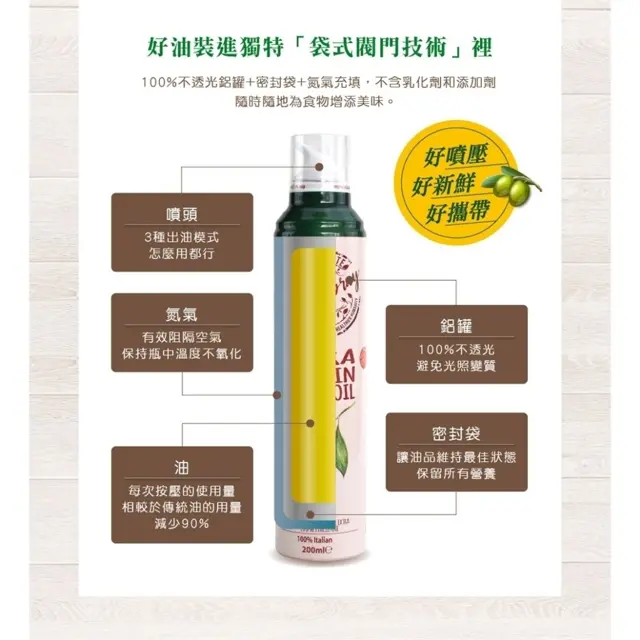 好油裝進獨特「袋式閥門技術」裡
100%不透光鋁罐+密封袋+氮氣充填，不含乳化劑和添加劑
隨時隨地為食物增添美味。
好噴壓
好新鮮
好攜帶
噴頭
3種出油模式
怎麼用都行
氮氣
有效阻隔空氣
保持瓶中溫度不氧化
鋁罐
100%不透光
避免光照變質
油
每次按壓的使用量
相較於傳統油的用量
減少90%
密封袋
讓油品維持最佳狀態
保留所有營養
IN
OIL
100% Italian
200ml℮